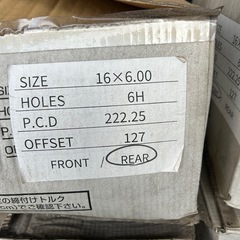 SIZE 16×6.00
HOLES 6H
P.C.D 222.25
OFFSET 127
FRONT / REAR
の締付けトルク
でご確認下さい。